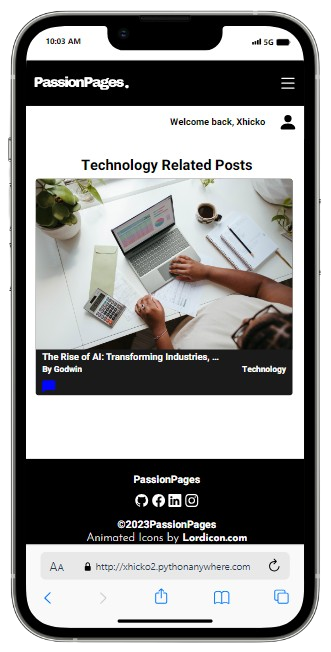 10:03 AM
5G
PassionPages.
Welcome back, Xhicko
Technology Related Posts
The Rise of AI: Transforming Industries, ...
By Godwin
Technology
PassionPages
©2023PassionPages
Animated Icons by Lordicon.com
AA
http://xhicko2.pythonanywhere.com